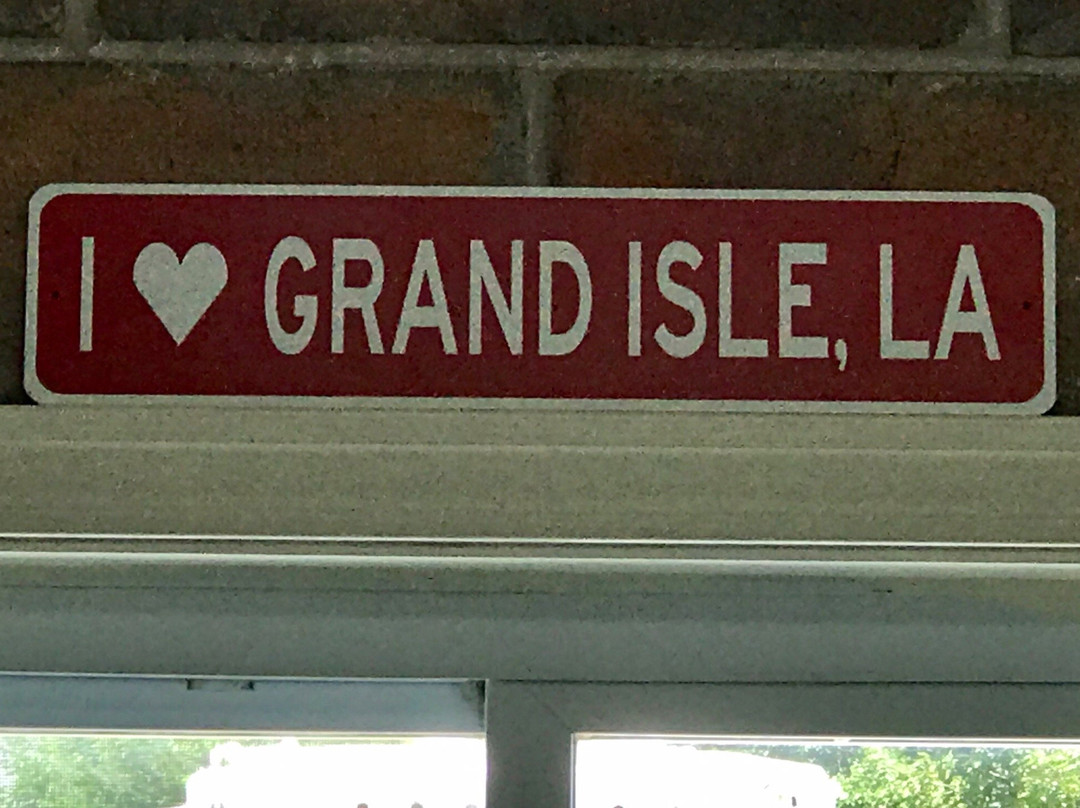 I ♥ GRAND ISLE, LA